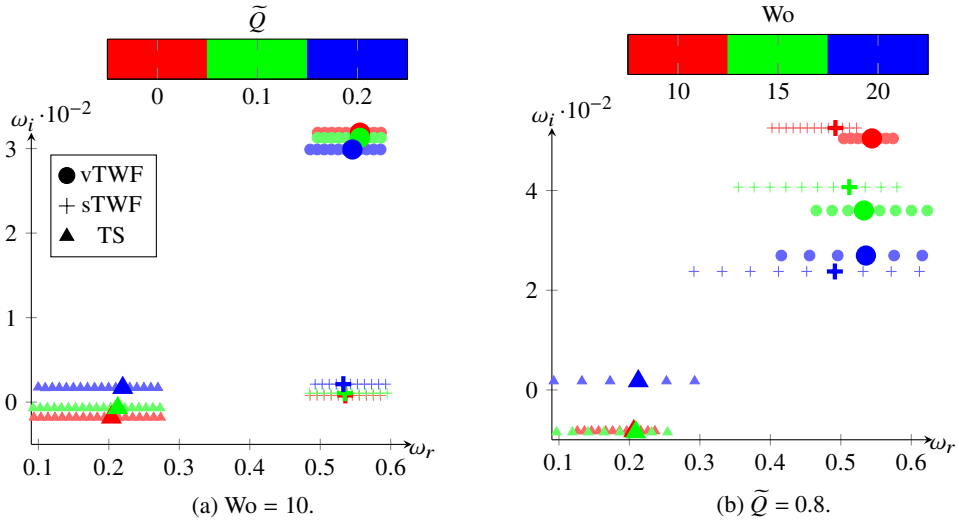 Q̃
0 0.1 0.2
ω_i ·10⁻²
3
2
1
0
vTWF
sTWF
TS
0.1 0.2 0.3 0.4 0.5 0.6
ω_r
(a) Wo = 10.
Wo
10 15 20
ω_i ·10⁻²
4
2
0
0.1 0.2 0.3 0.4 0.5 0.6
ω_r
(b) Q̃ = 0.8.